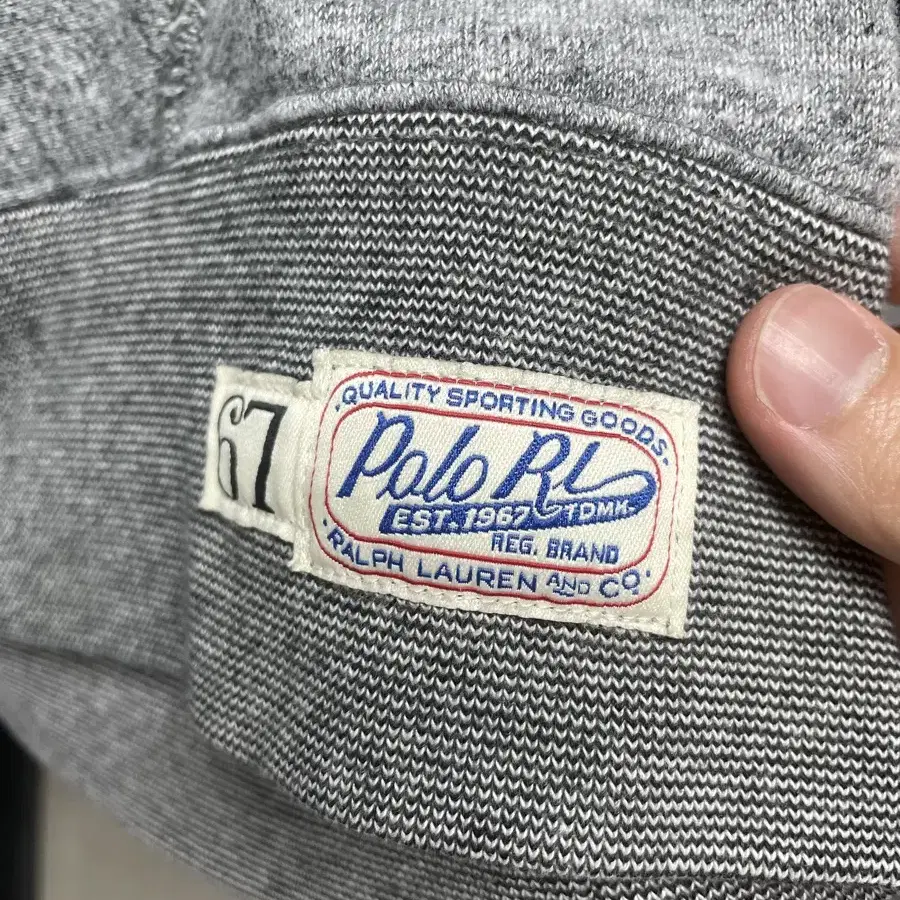 67
·QUALITY SPORTING GOODS·
Polo RL
EST. 1967 TDMK.
REG. BRAND
·RALPH LAUREN AND CO·